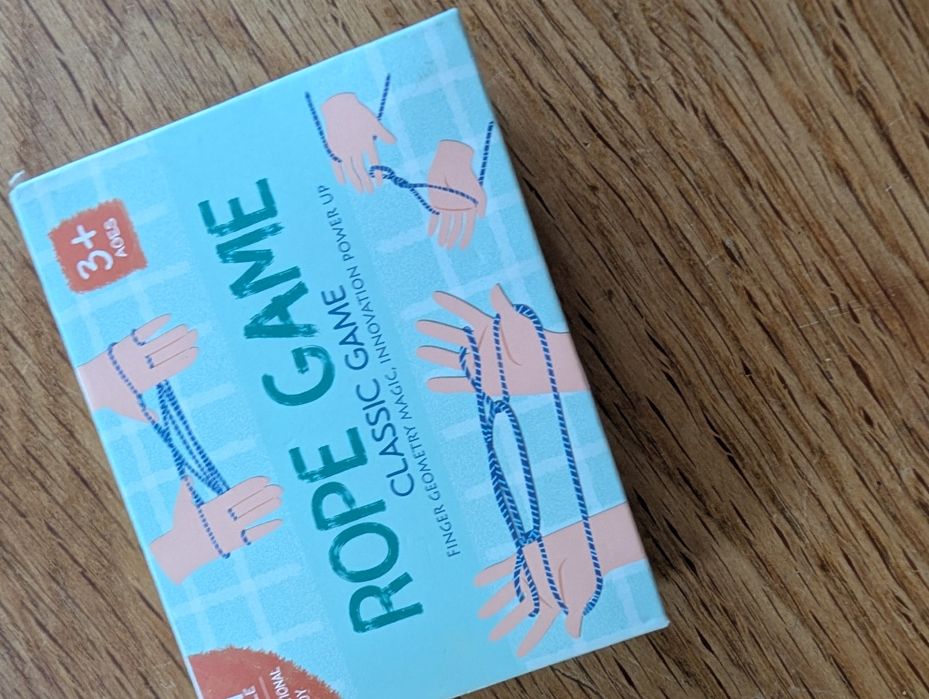 3+
AGES
ROPE GAME
CLASSIC GAME
FINGER GEOMETRY MAGIC, INNOVATION POWER UP